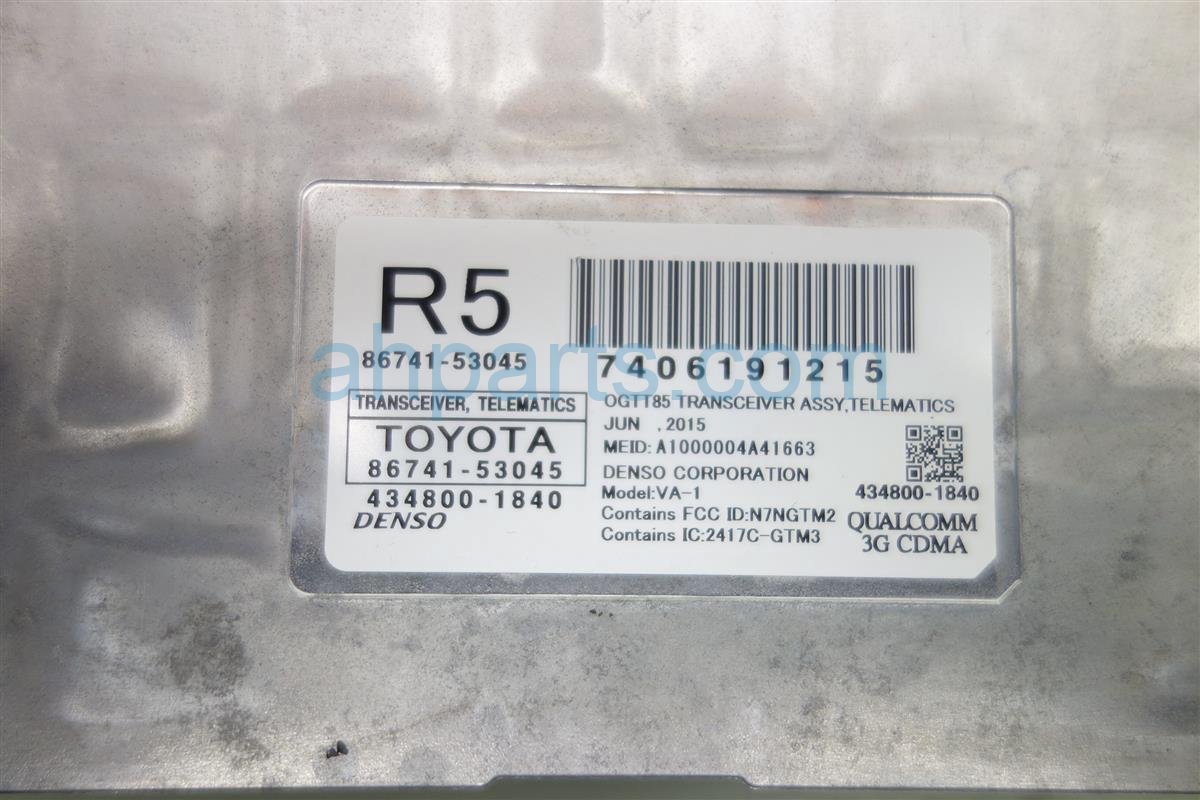 R5
86741-53045
TRANSCEIVER, TELEMATICS
TOYOTA
86741-53045
434800-1840
DENSO
7406191215
OGTT85 TRANSCEIVER ASSY,TELEMATICS
JUN ,2015
MEID: A1000004A41663
DENSO CORPORATION
Model:VA-1
Contains FCC ID:N7NGTM2
Contains IC:2417C-GTM3
434800-1840
QUALCOMM
3G CDMA
ahparts.com